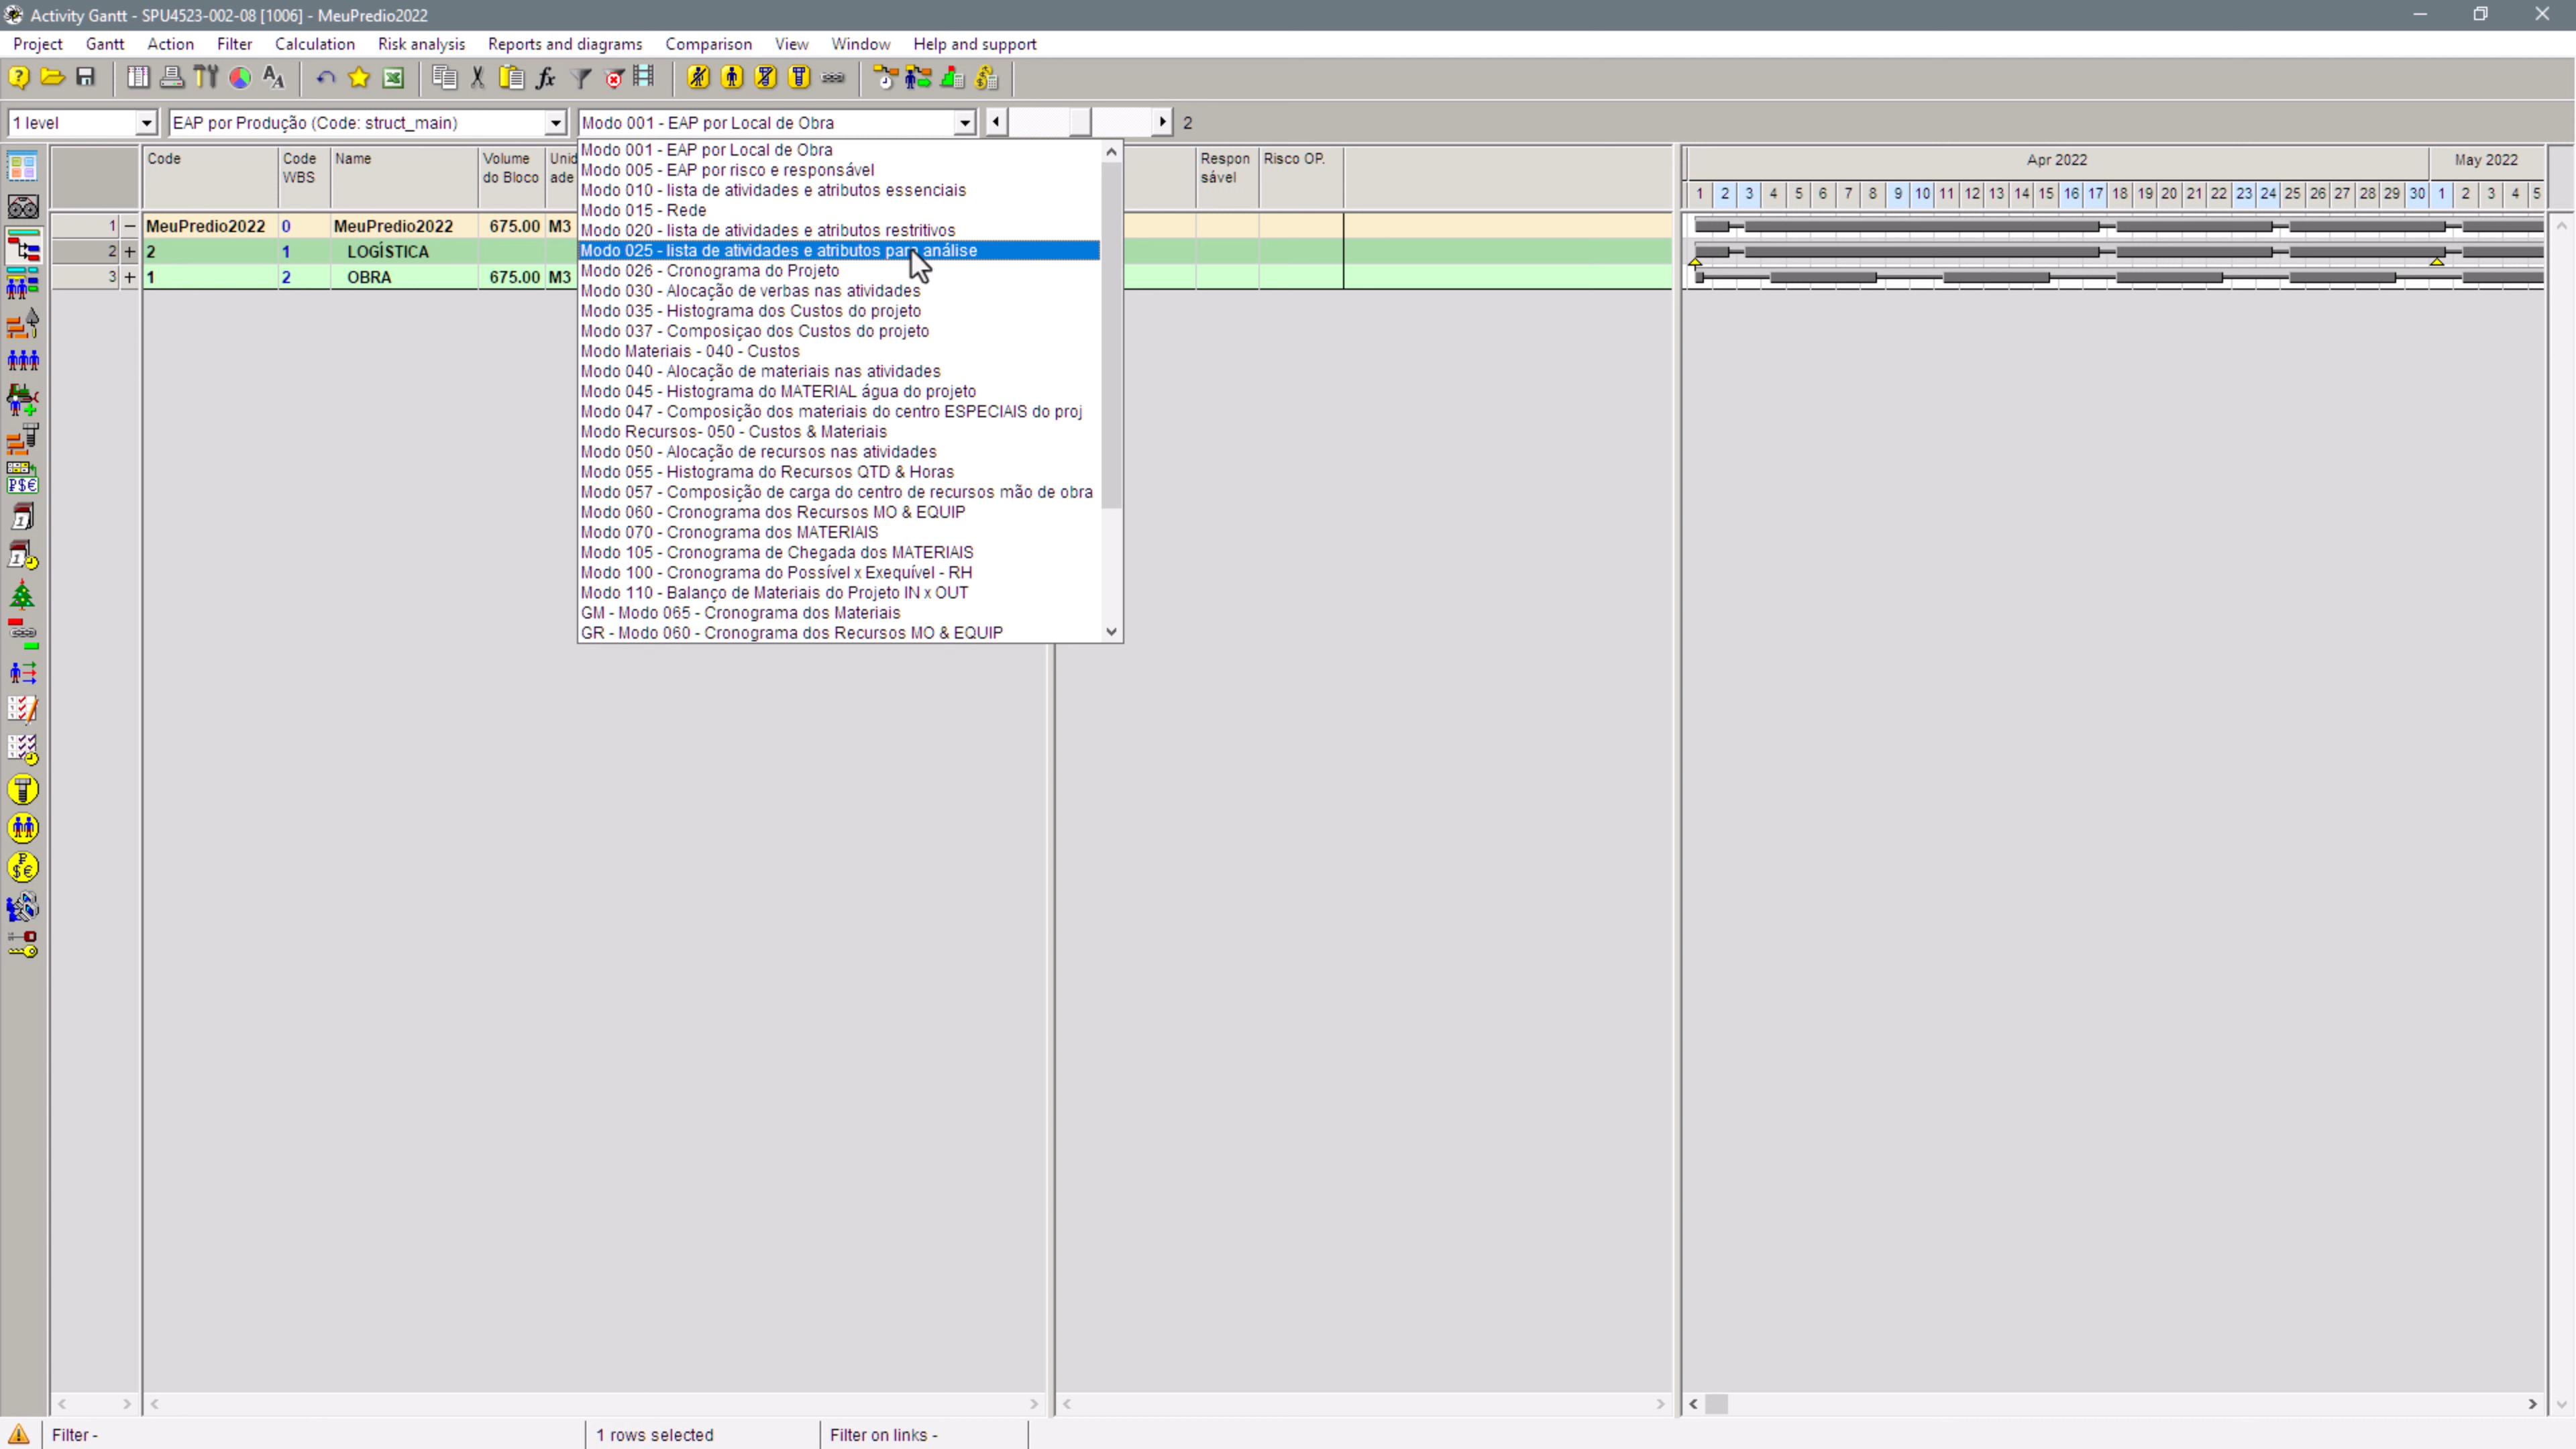 Activity Gantt - SPU4523-002-08 [1006] - MeuPredio2022
Project Gantt Action Filter Calculation Risk analysis Reports and diagrams Comparison View Window Help and support
1 level EAP por Produção (Code: struct_main) Modo 001 - EAP por Local de Obra 2
Code Code WBS Name Volume do Bloco Unid ade Respon sável Risco OP. Apr 2022 May 2022
1 2 3 4 5 6 7 8 9 10 11 12 13 14 15 16 17 18 19 20 21 22 23 24 25 26 27 28 29 30 1 2 3 4 5
1 MeuPredio2022 0 MeuPredio2022 675.00 M3
2 2 1 LOGÍSTICA
3 1 2 OBRA 675.00 M3
Modo 001 - EAP por Local de Obra
Modo 005 - EAP por risco e responsável
Modo 010 - lista de atividades e atributos essenciais
Modo 015 - Rede
Modo 020 - lista de atividades e atributos restritivos
Modo 025 - lista de atividades e atributos para análise
Modo 026 - Cronograma do Projeto
Modo 030 - Alocação de verbas nas atividades
Modo 035 - Histograma dos Custos do projeto
Modo 037 - Composiçao dos Custos do projeto
Modo Materiais - 040 - Custos
Modo 040 - Alocação de materiais nas atividades
Modo 045 - Histograma do MATERIAL água do projeto
Modo 047 - Composição dos materiais do centro ESPECIAIS do proj
Modo Recursos- 050 - Custos & Materiais
Modo 050 - Alocação de recursos nas atividades
Modo 055 - Histograma do Recursos QTD & Horas
Modo 057 - Composição de carga do centro de recursos mão de obra
Modo 060 - Cronograma dos Recursos MO & EQUIP
Modo 070 - Cronograma dos MATERIAIS
Modo 105 - Cronograma de Chegada dos MATERIAIS
Modo 100 - Cronograma do Possível x Exequível - RH
Modo 110 - Balanço de Materiais do Projeto IN x OUT
GM - Modo 065 - Cronograma dos Materiais
GR - Modo 060 - Cronograma dos Recursos MO & EQUIP
Filter - 1 rows selected Filter on links -